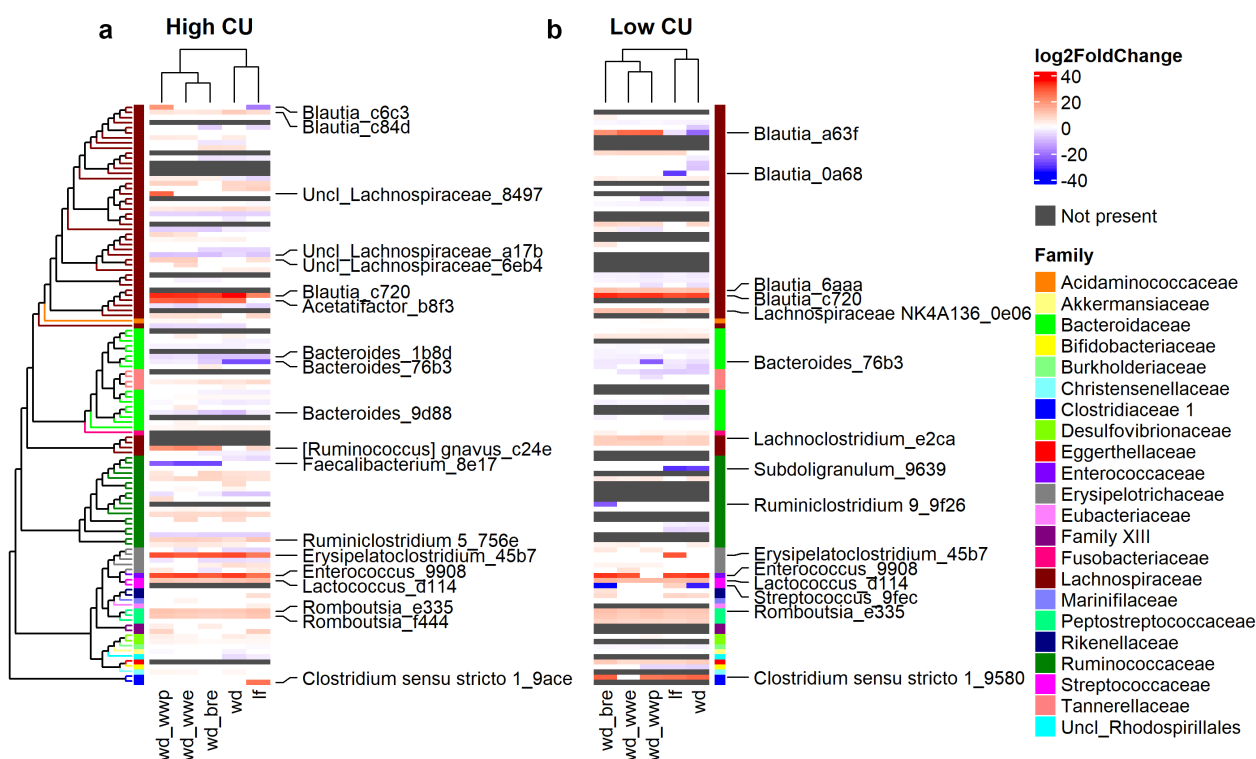 a
High CU
b
Low CU
Blautia_c6c3
Blautia_c84d
Uncl_Lachnospiraceae_8497
Uncl_Lachnospiraceae_a17b
Uncl_Lachnospiraceae_6eb4
Blautia_c720
Acetatifactor_b8f3
Bacteroides_1b8d
Bacteroides_76b3
Bacteroides_9d88
[Ruminococcus] gnavus_c24e
Faecalibacterium_8e17
Ruminiclostridium 5_756e
Erysipelatoclostridium_45b7
Enterococcus_9908
Lactococcus_d114
Romboutsia_e335
Romboutsia_f444
Clostridium sensu stricto 1_9ace
wd_wwp
wd_wwe
wd_bre
wd
lf
Blautia_a63f
Blautia_0a68
Blautia_6aaa
Blautia_c720
Lachnospiraceae NK4A136_0e06
Bacteroides_76b3
Lachnoclostridium_e2ca
Subdoligranulum_9639
Ruminiclostridium 9_9f26
Erysipelatoclostridium_45b7
Enterococcus_9908
Lactococcus_d114
Streptococcus_9fec
Romboutsia_e335
Clostridium sensu stricto 1_9580
wd_bre
wd_wwe
wd_wwp
lf
wd
log2FoldChange
40
20
0
-20
-40
Not present
Family
Acidaminococcaceae
Akkermansiaceae
Bacteroidaceae
Bifidobacteriaceae
Burkholderiaceae
Christensenellaceae
Clostridiaceae 1
Desulfovibrionaceae
Eggerthellaceae
Enterococcaceae
Erysipelotrichaceae
Eubacteriaceae
Family XIII
Fusobacteriaceae
Lachnospiraceae
Marinifilaceae
Peptostreptococcaceae
Rikenellaceae
Ruminococcaceae
Streptococcaceae
Tannerellaceae
Uncl_Rhodospirillales